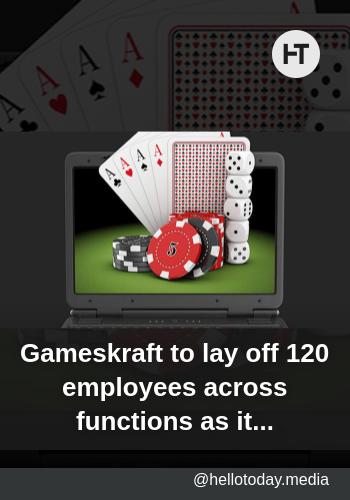 HT
Gameskraft to lay off 120
employees across
functions as it...
@hellotoday.media